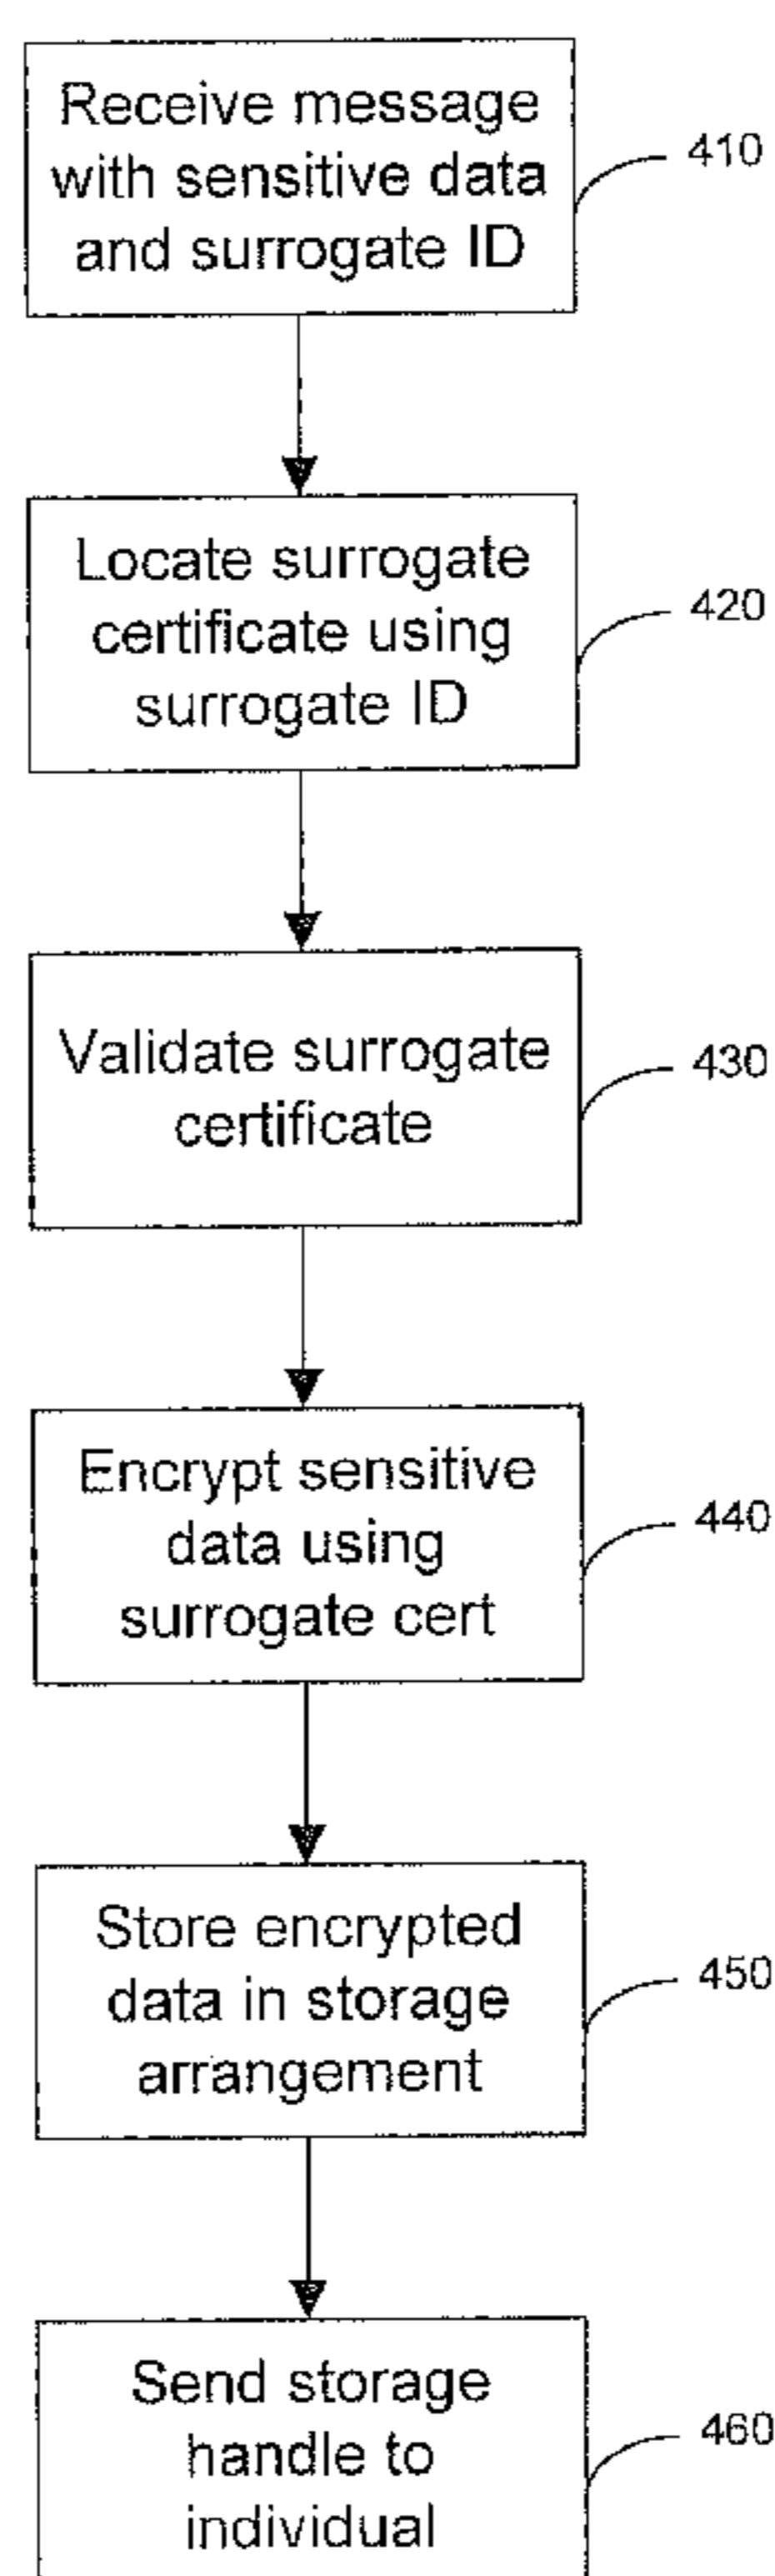 Receive message
with sensitive data
and surrogate ID
410
Locate surrogate
certificate using
surrogate ID
420
Validate surrogate
certificate
430
Encrypt sensitive
data using
surrogate cert
440
Store encrypted
data in storage
arrangement
450
Send storage
handle to
individual
460